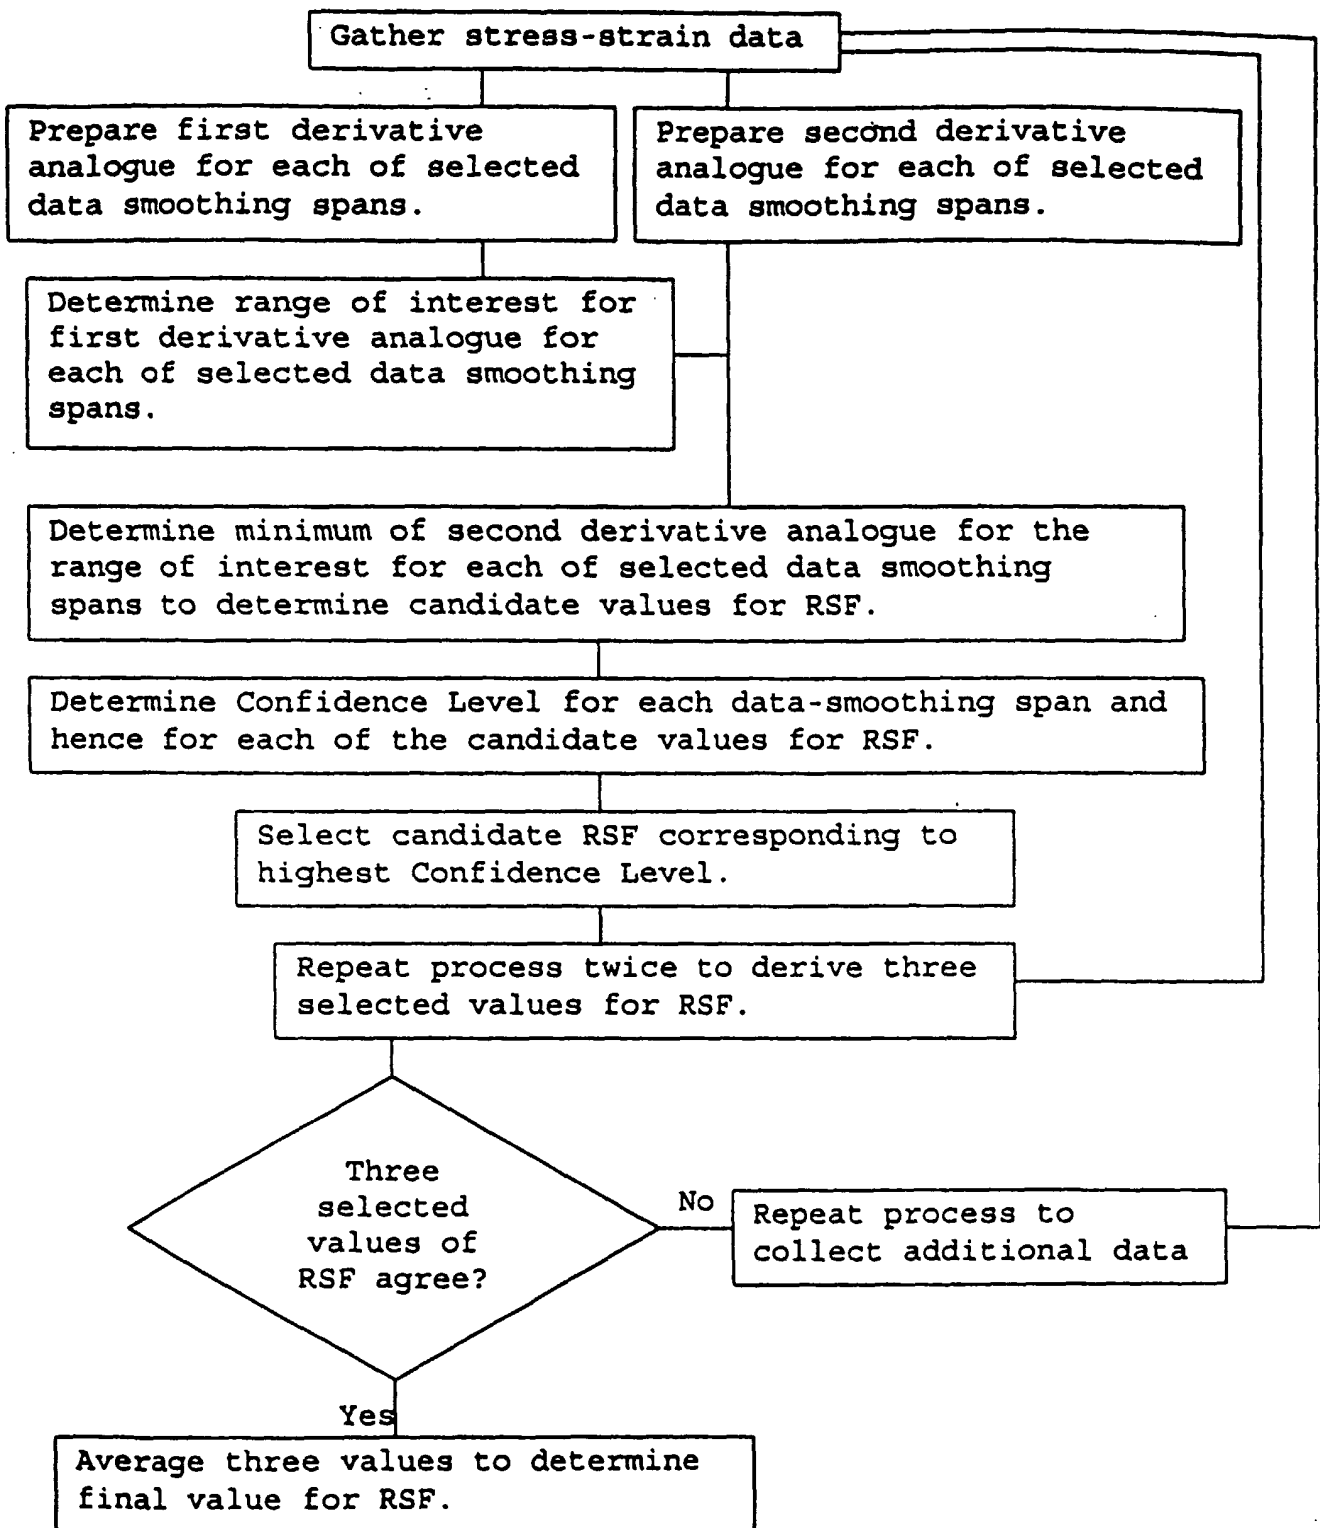 Gather stress-strain data
Prepare first derivative
analogue for each of selected
data smoothing spans.
Prepare second derivative
analogue for each of selected
data smoothing spans.
Determine range of interest for
first derivative analogue for
each of selected data smoothing
spans.
Determine minimum of second derivative analogue for the
range of interest for each of selected data smoothing
spans to determine candidate values for RSF.
Determine Confidence Level for each data-smoothing span and
hence for each of the candidate values for RSF.
Select candidate RSF corresponding to
highest Confidence Level.
Repeat process twice to derive three
selected values for RSF.
Three
selected
values of
RSF agree?
No
Repeat process to
collect additional data
Yes
Average three values to determine
final value for RSF.